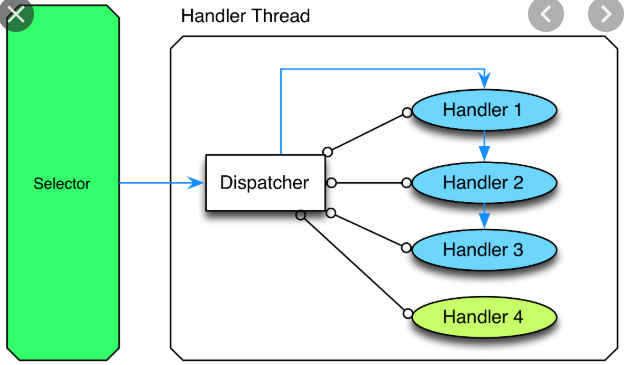 Handler Thread
Handler 1
Selector
Dispatcher
Handler 2
Handler 3
Handler 4